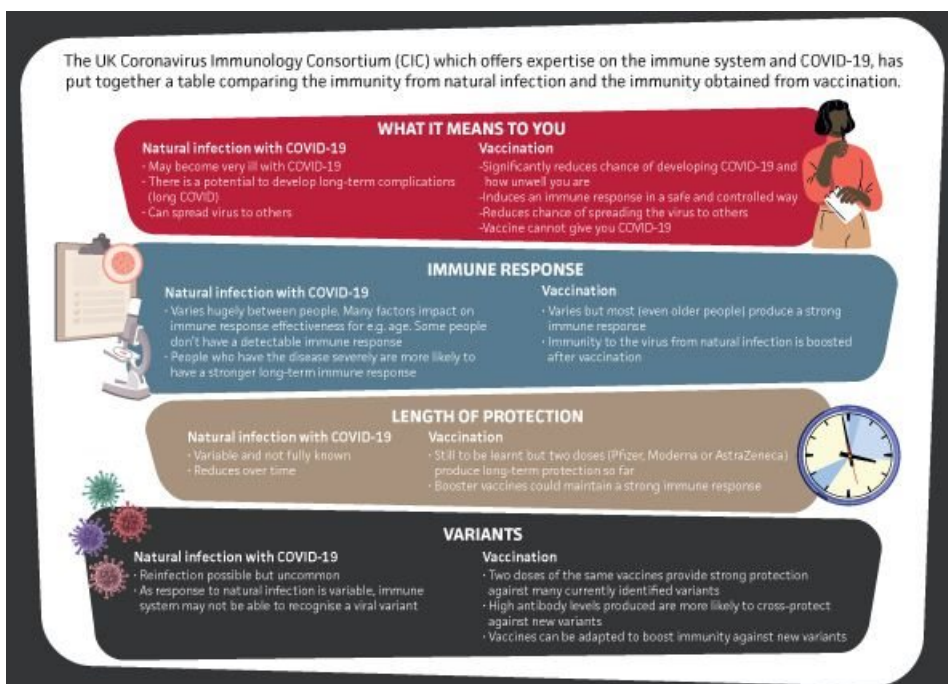 The UK Coronavirus Immunology Consortium (CIC) which offers expertise on the immune system and COVID-19, has
put together a table comparing the immunity from natural infection and the immunity obtained from vaccination.
WHAT IT MEANS TO YOU
Natural infection with COVID-19
· May become very ill with COVID-19
· There is a potential to develop long-term complications
(long COVID)
· Can spread virus to others
Vaccination
-Significantly reduces chance of developing COVID-19 and
how unwell you are
-Induces an immune response in a safe and controlled way
-Reduces chance of spreading the virus to others
-Vaccine cannot give you COVID-19
IMMUNE RESPONSE
Natural infection with COVID-19
· Varies hugely between people. Many factors impact on
immune response effectiveness for e.g. age. Some people
don't have a detectable immune response
· People who have the disease severely are more likely to
have a stronger long-term immune response
Vaccination
· Varies but most (even older people) produce a strong
immune response
· Immunity to the virus from natural infection is boosted
after vaccination
LENGTH OF PROTECTION
Natural infection with COVID-19
· Variable and not fully known
· Reduces over time
Vaccination
· Still to be learnt but two doses (Pfizer, Moderna or AstraZeneca)
produce long-term protection so far
· Booster vaccines could maintain a strong immune response
VARIANTS
Natural infection with COVID-19
· Reinfection possible but uncommon
· As response to natural infection is variable, immune
system may not be able to recognise a viral variant
Vaccination
· Two doses of the same vaccines provide strong protection
against many currently identified variants
· High antibody levels produced are more likely to cross-protect
against new variants
· Vaccines can be adapted to boost immunity against new variants